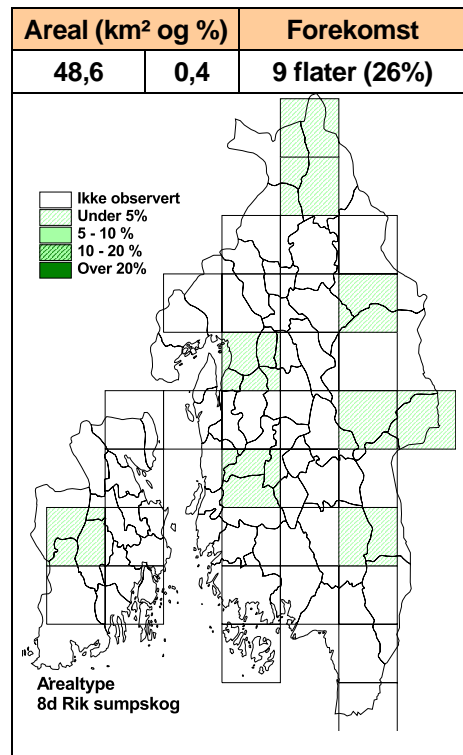 Areal (km² og %) Forekomst
48,6 0,4 9 flater (26%)
Ikke observert
Under 5%
5 - 10 %
10 - 20 %
Over 20%
Arealtype
8d Rik sumpskog